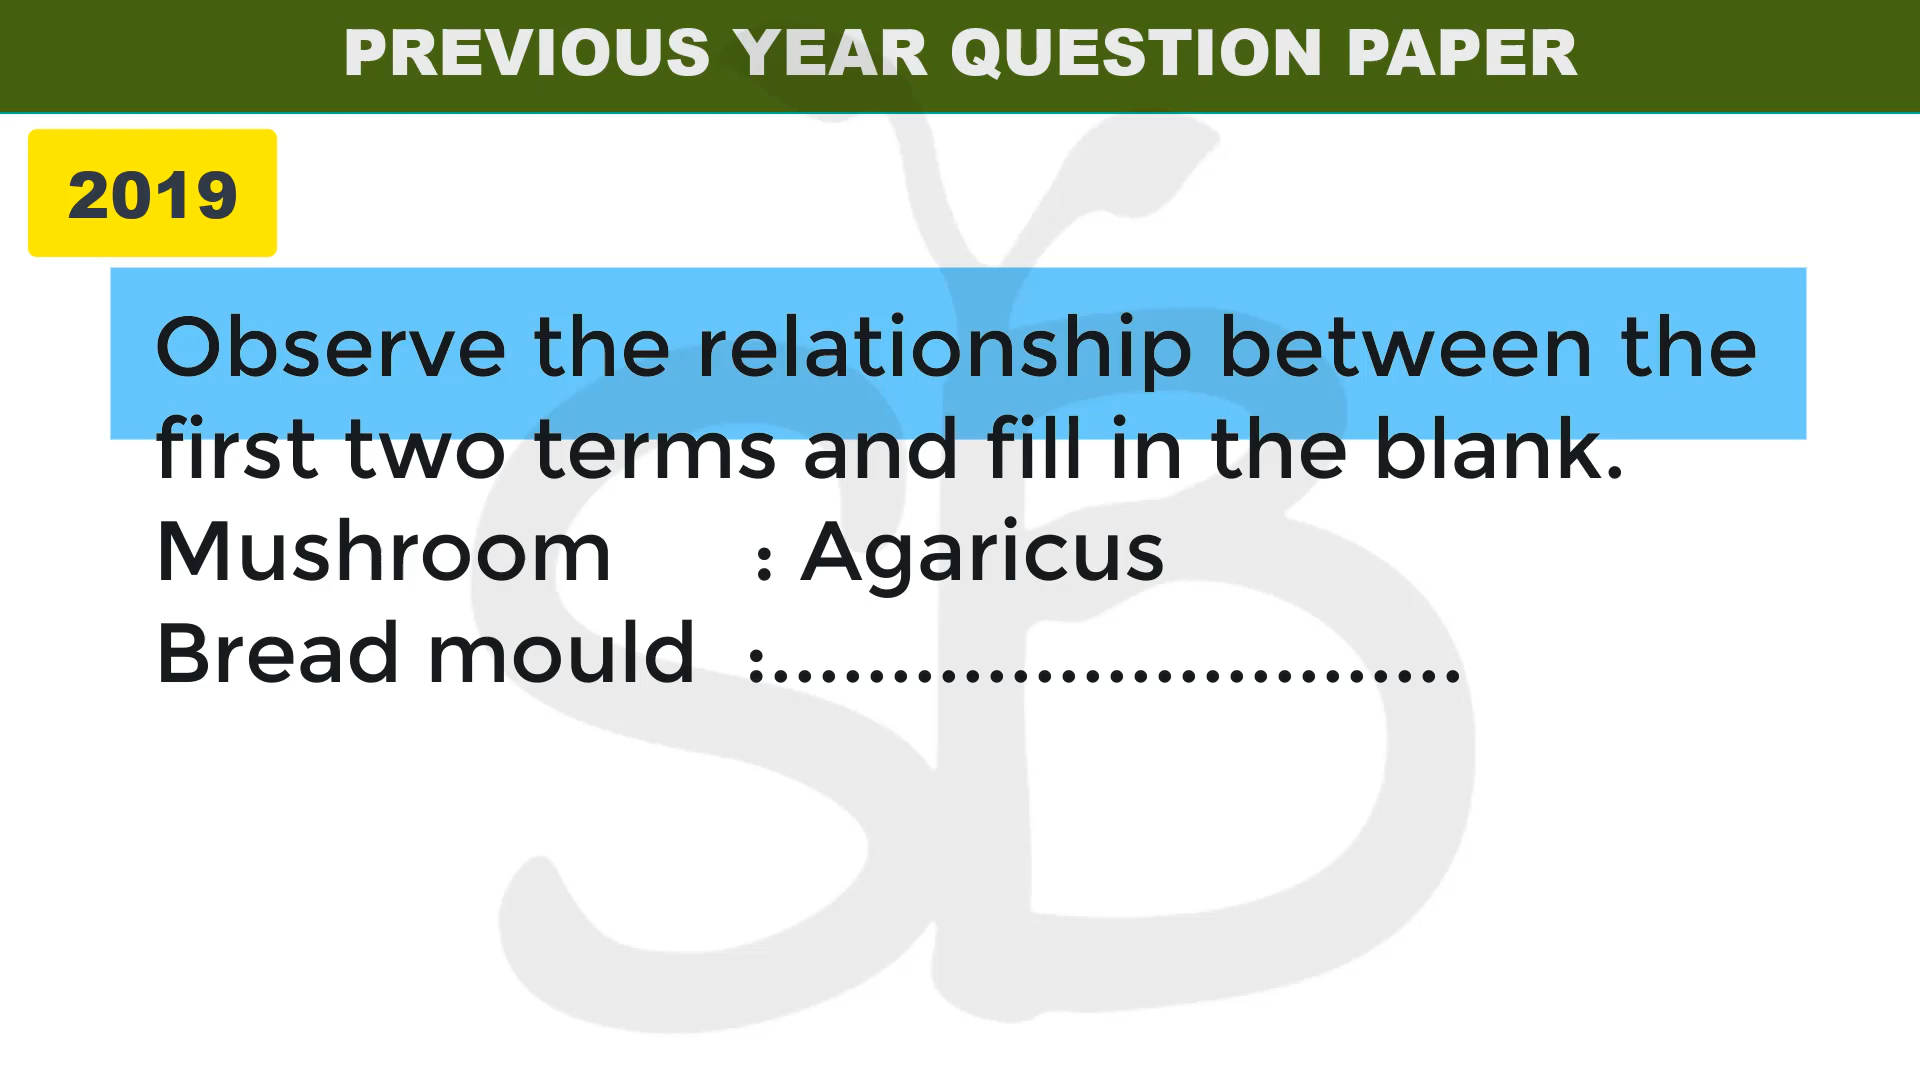 PREVIOUS YEAR QUESTION PAPER
2019
Observe the relationship between the
first two terms and fill in the blank.
Mushroom : Agaricus
Bread mould :.............................
SB